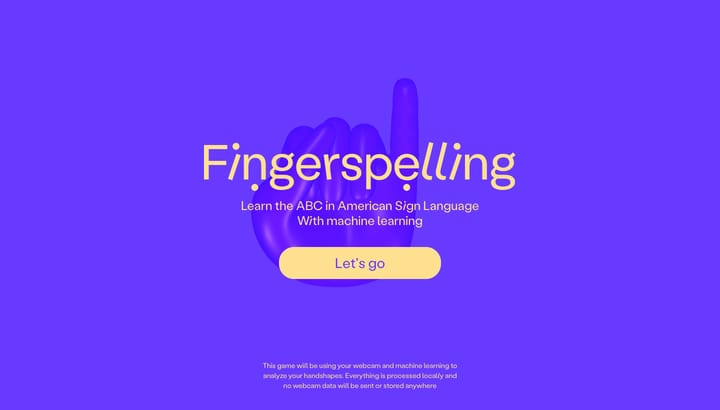 Fingerspelling
Learn the ABC in American Sign Language
With machine learning
Let's go
This game will be using your webcam and machine learning to
analyze your handshapes. Everything is processed locally and
no webcam data will be sent or stored anywhere